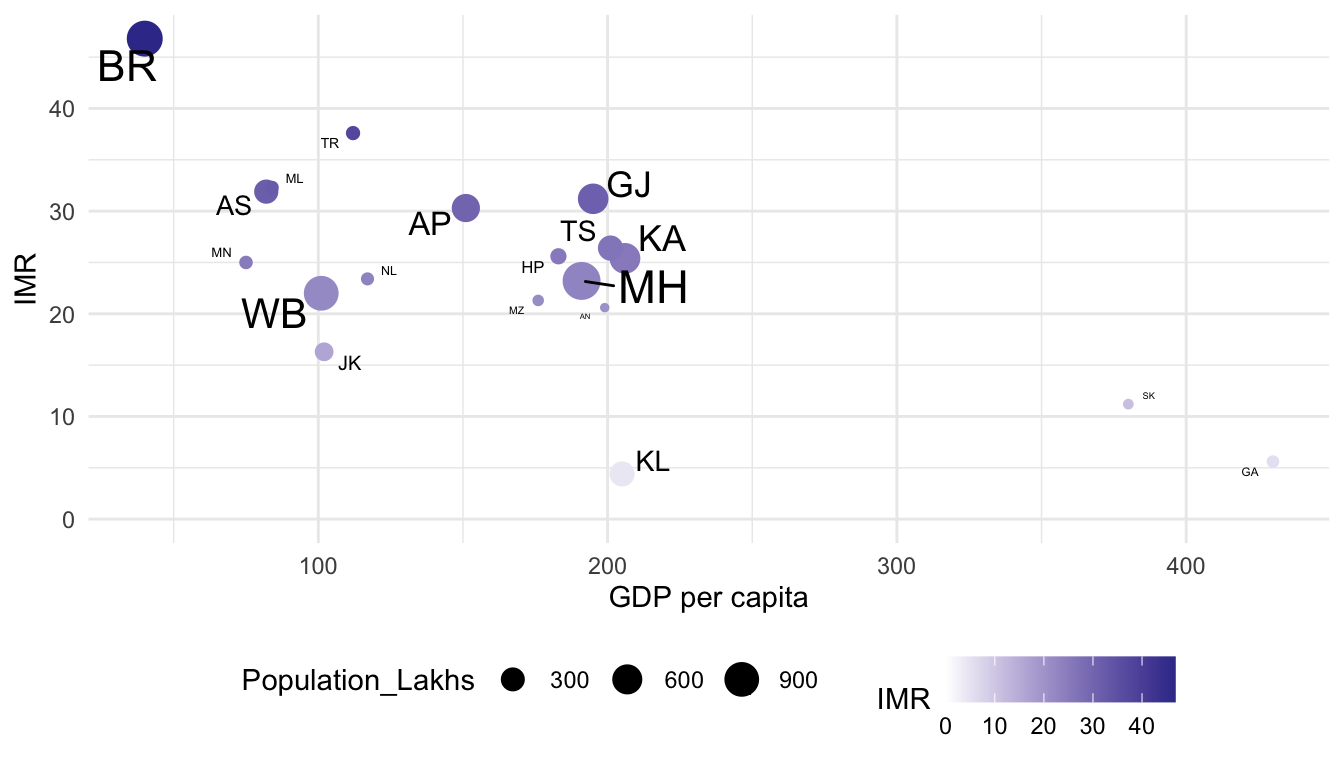 BR
40
TR
ML
AS
GJ
30
AP
TS
KA
MN
HP
NL
MH
IMR
WB
MZ
AN
20
JK
SK
10
KL
GA
0
100 200 300 400
GDP per capita
Population_Lakhs 300 600 900
IMR
0 10 20 30 40